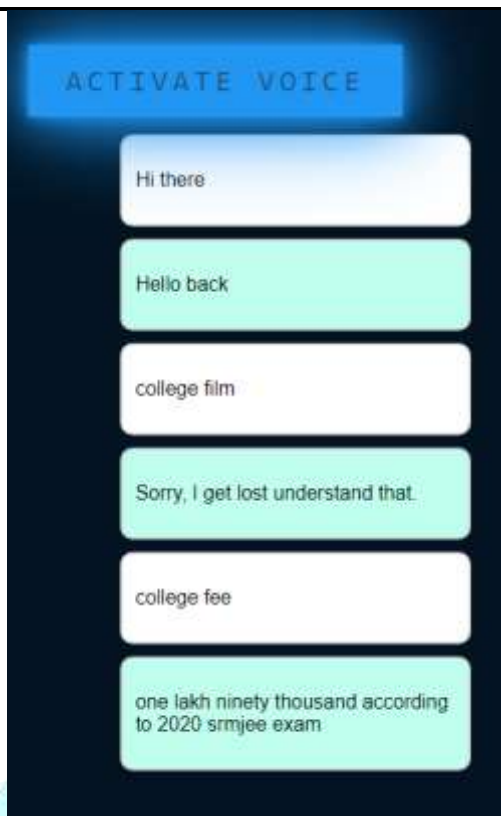 ACTIVATE VOICE
Hi there
Hello back
college film
Sorry, I get lost understand that.
college fee
one lakh ninety thousand according
to 2020 srmjee exam